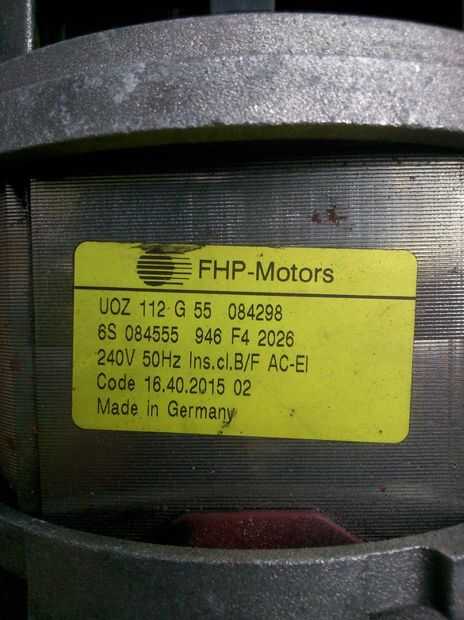 FHP-Motors
UOZ 112 G 55 084298
6S 084555 946 F4 2026
240V 50Hz Ins.cl.B/F AC-EI
Code 16.40.2015 02
Made in Germany